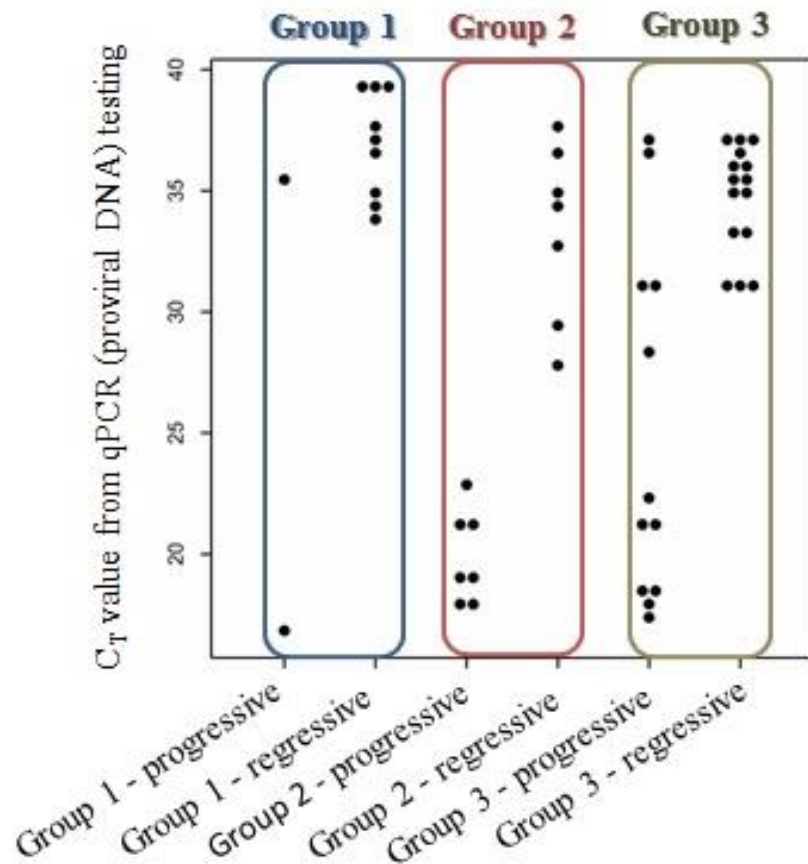 Group 1 Group 2 Group 3
C_T value from qPCR (proviral DNA) testing
40
35
30
25
20
Group 1 - progressive
Group 1 - regressive
Group 2 - progressive
Group 2 - regressive
Group 3 - progressive
Group 3 - regressive